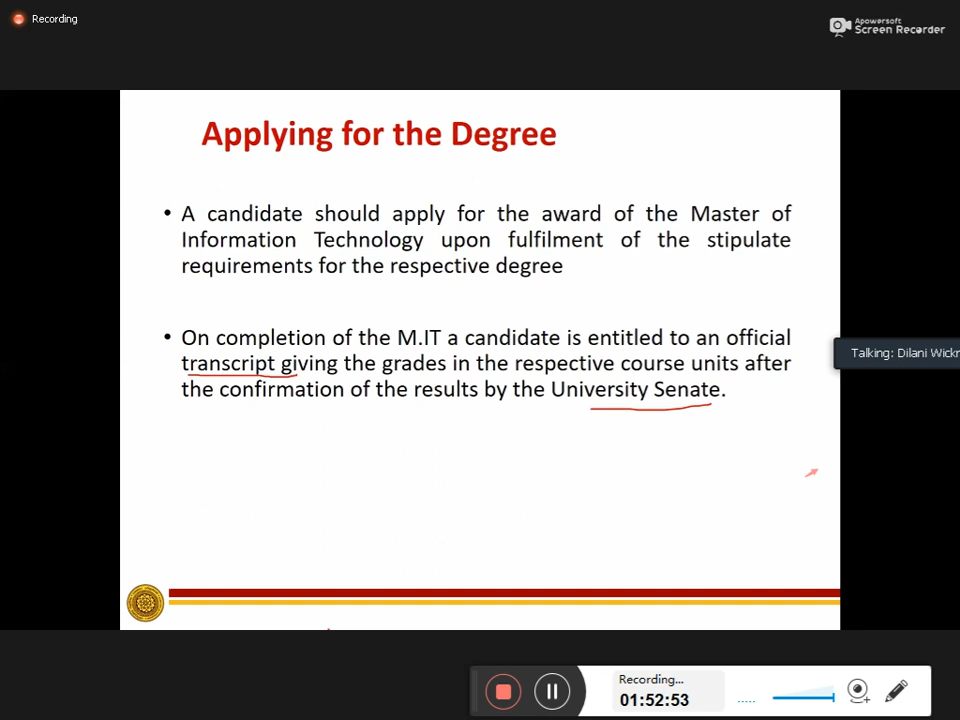 Recording
Apowersoft
Screen Recorder
Applying for the Degree
• A candidate should apply for the award of the Master of
Information Technology upon fulfilment of the stipulate
requirements for the respective degree
• On completion of the M.IT a candidate is entitled to an official
transcript giving the grades in the respective course units after
the confirmation of the results by the University Senate.
Talking: Dilani Wickr
Recording...
01:52:53